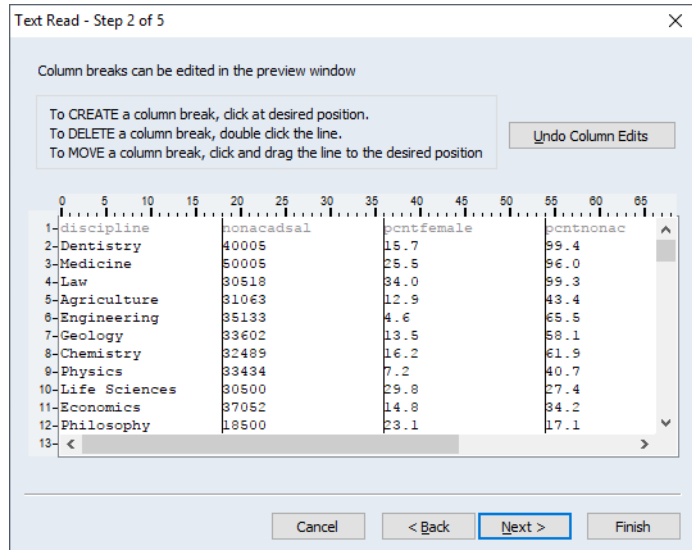 Text Read - Step 2 of 5
Column breaks can be edited in the preview window
To CREATE a column break, click at desired position.
To DELETE a column break, double click the line.
To MOVE a column break, click and drag the line to the desired position
Undo Column Edits
0 5 10 15 20 25 30 35 40 45 50 55 60 65
1 discipline nonacadsal pcntfemale pcntnonac
2 Dentistry 40005 15.7 99.4
3 Medicine 50005 25.5 96.0
4 Law 30518 34.0 99.3
5 Agriculture 31063 12.9 43.4
6 Engineering 35133 4.6 65.5
7 Geology 33602 13.5 58.1
8 Chemistry 32489 16.2 61.9
9 Physics 33434 7.2 40.7
10 Life Sciences 30500 29.8 27.4
11 Economics 37052 14.8 34.2
12 Philosophy 18500 23.1 17.1
13
Cancel < Back Next > Finish